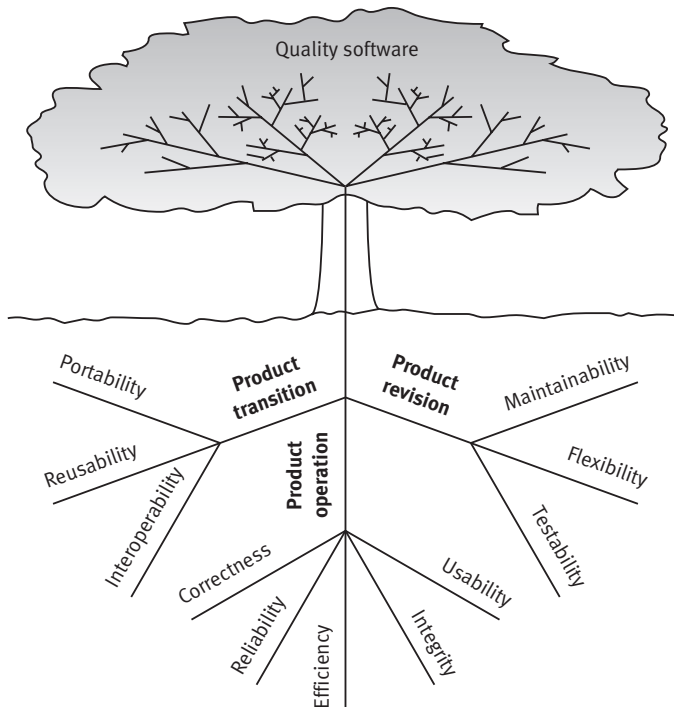 Quality software
Product
transition
Product
revision
Portability
Reusability
Interoperability
Product
operation
Maintainability
Flexibility
Testability
Correctness
Reliability
Efficiency
Integrity
Usability